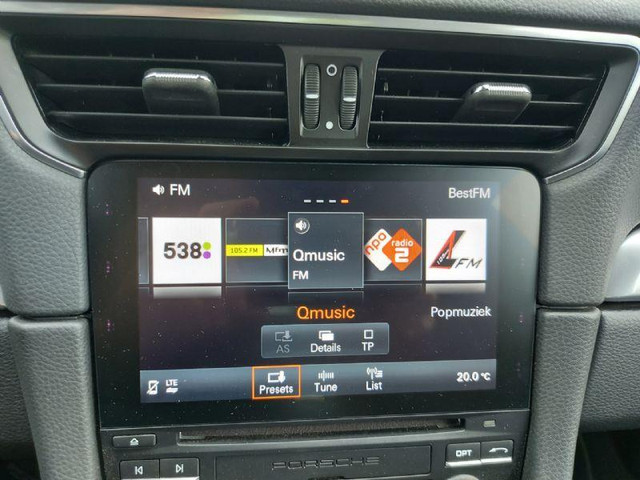 FM
BestFM
538
105.2 FM
Qmusic
FM
npo
radio
2
FM
Qmusic
Popmuziek
AS
Details
TP
LTE
Presets
Tune
List
20.0 °C
OPT
PORSCHE